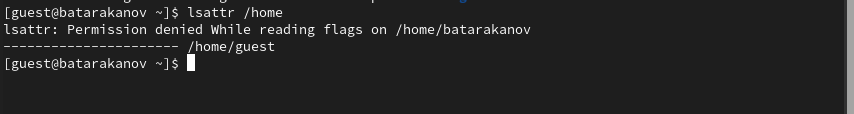 [guest@batarakanov ~]$ lsattr /home
lsattr: Permission denied While reading flags on /home/batarakanov
---------------------- /home/guest
[guest@batarakanov ~]$